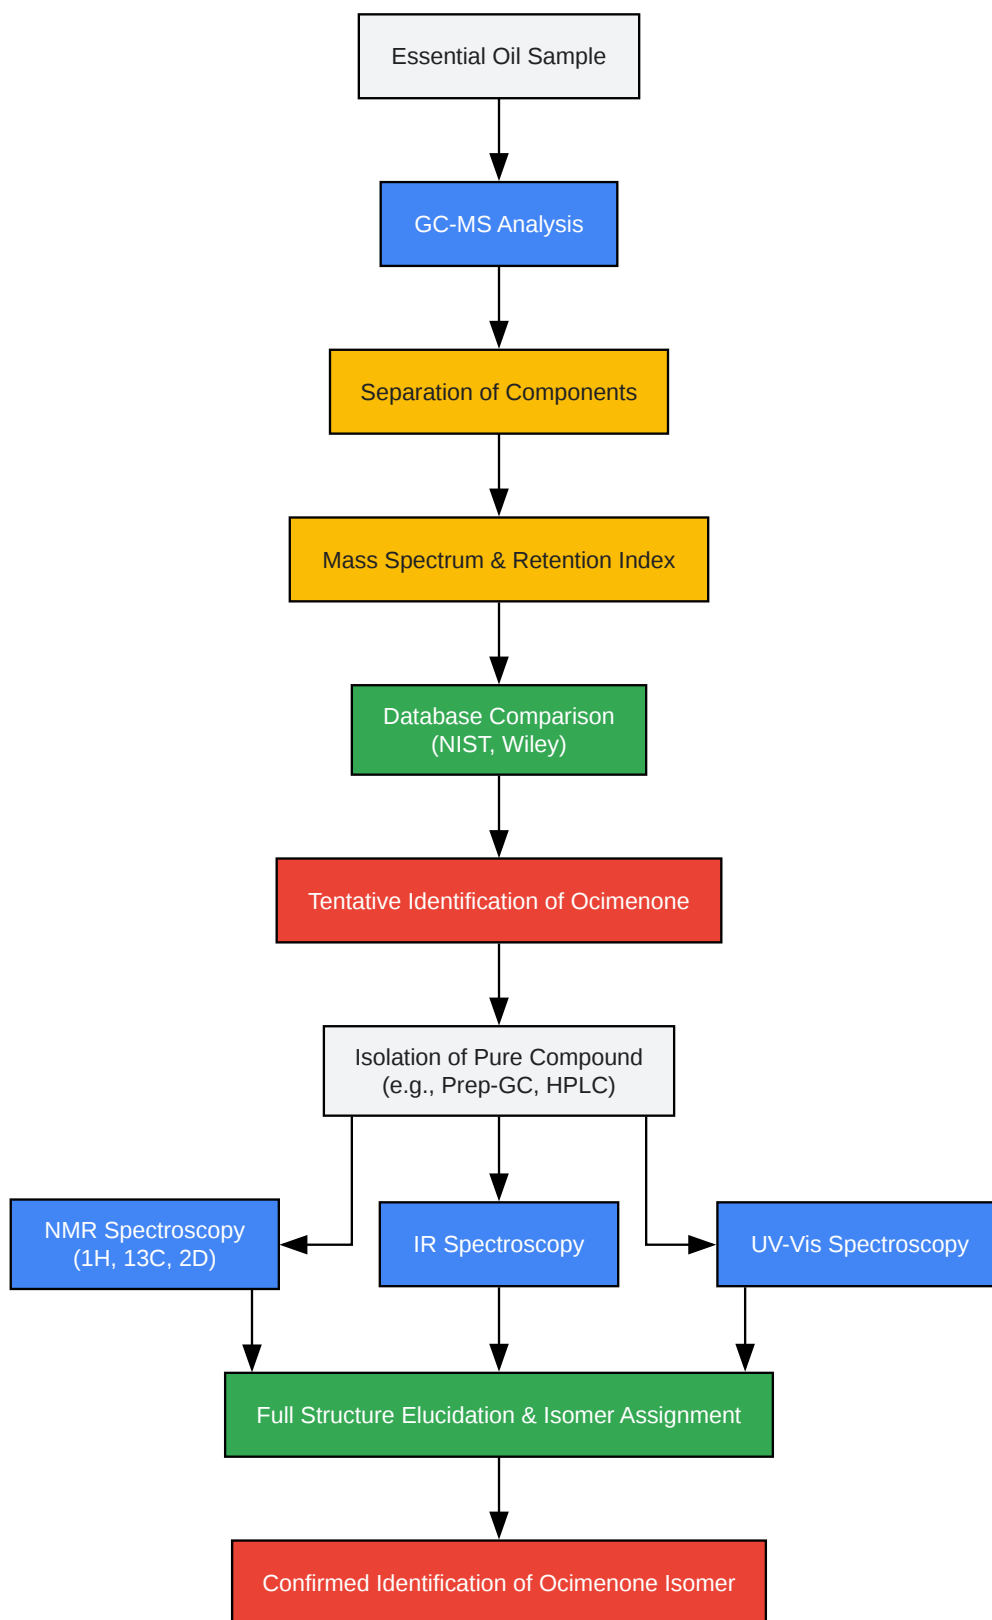 Essential Oil Sample
GC-MS Analysis
Separation of Components
Mass Spectrum & Retention Index
Database Comparison
(NIST, Wiley)
Tentative Identification of Ocimenone
Isolation of Pure Compound
(e.g., Prep-GC, HPLC)
NMR Spectroscopy
(1H, 13C, 2D)
IR Spectroscopy
UV-Vis Spectroscopy
Full Structure Elucidation & Isomer Assignment
Confirmed Identification of Ocimenone Isomer